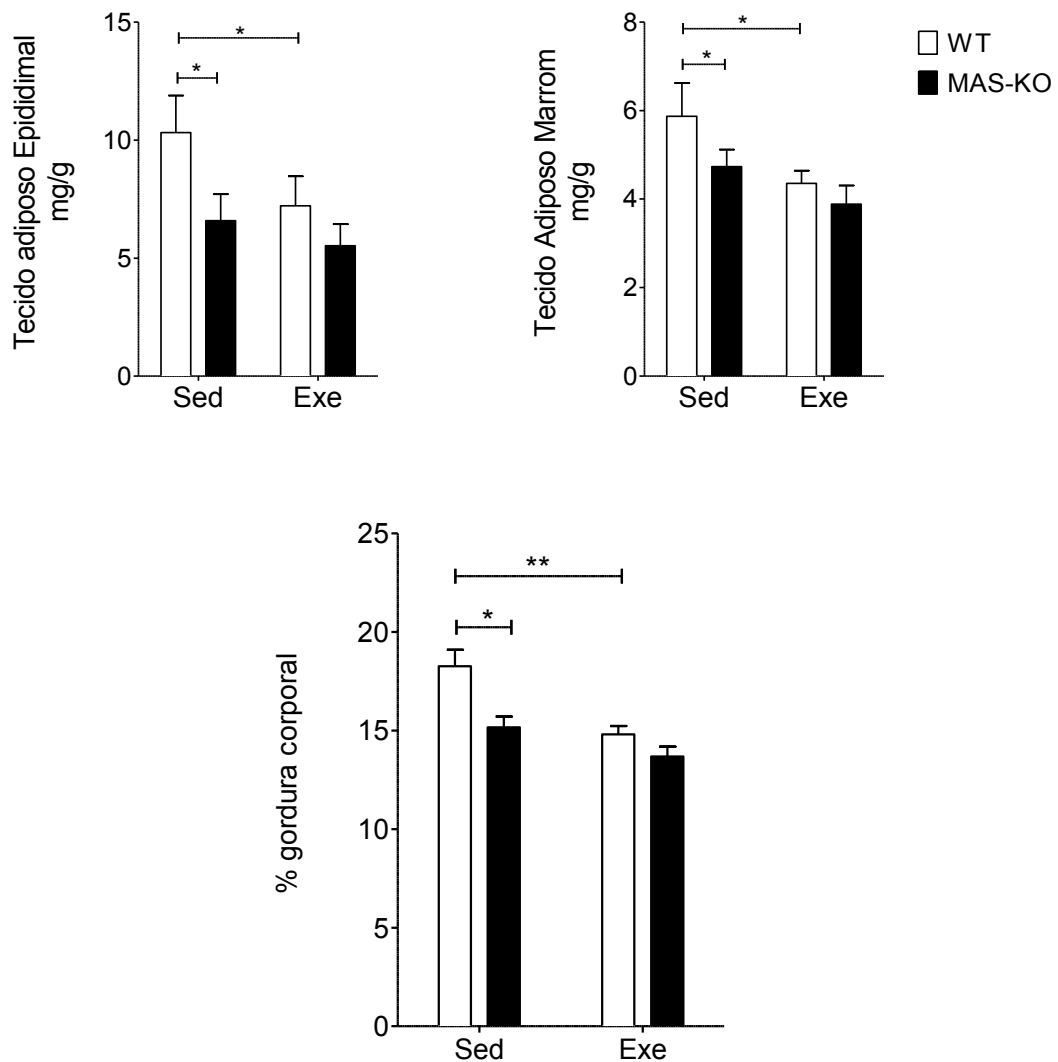 Tecido adiposo Epididimal
mg/g
15
10
5
0
*
*
Sed
Exe
Tecido Adiposo Marrom
mg/g
8
6
4
2
0
*
*
Sed
Exe
WT
MAS-KO
% gordura corporal
25
20
15
10
5
0
**
*
Sed
Exe